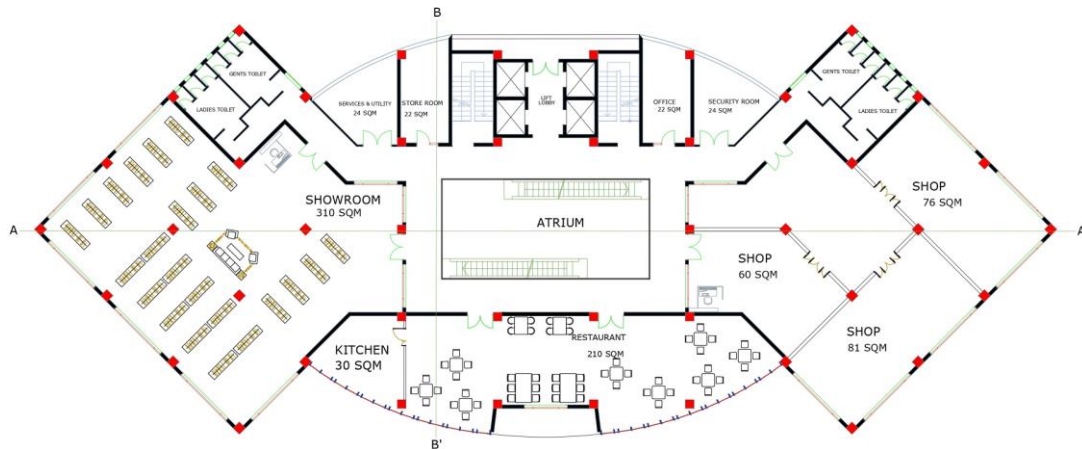 B
GENTS TOILET
LADIES TOILET
SERVICES & UTILITY
24 SQM
STORE ROOM
22 SQM
LIFT
LOBBY
OFFICE
22 SQM
SECURITY ROOM
24 SQM
GENTS TOILET
LADIES TOILET
SHOWROOM
310 SQM
SHOP
76 SQM
A
ATRIUM
A
SHOP
60 SQM
KITCHEN
30 SQM
RESTAURANT
210 SQM
SHOP
81 SQM
B'